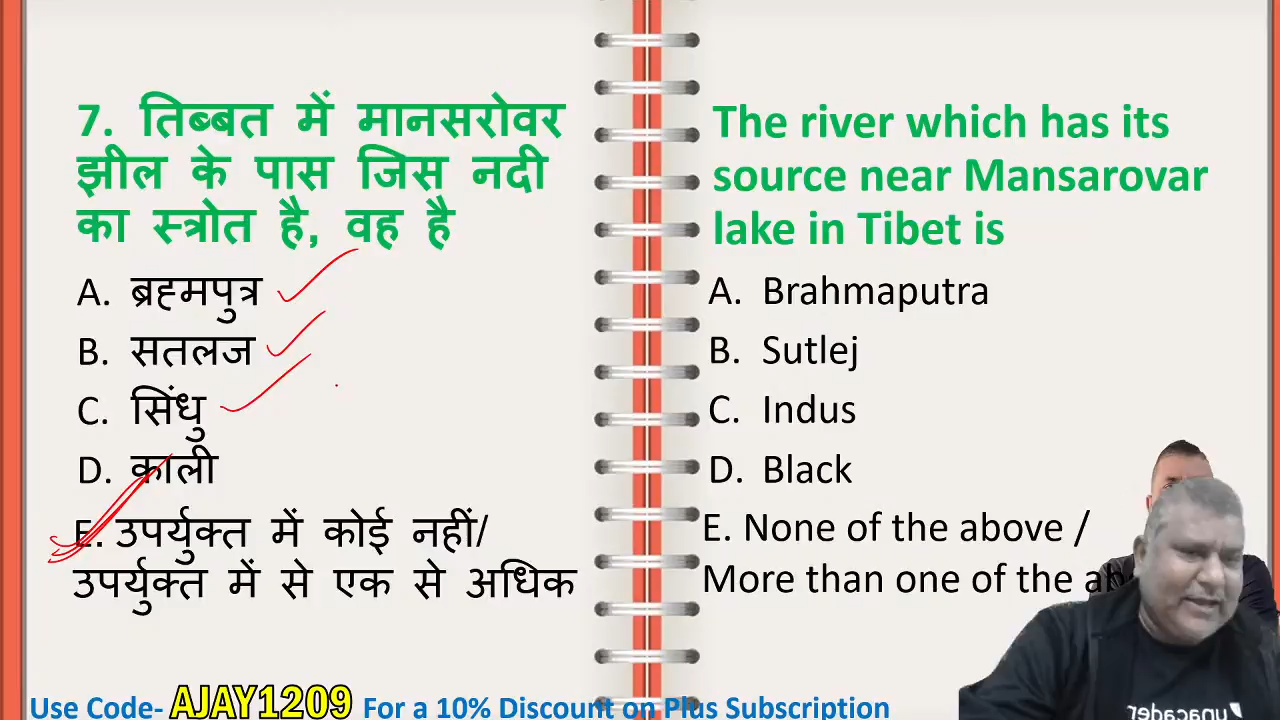 7. तिब्बत में मानसरोवर
झील के पास जिस नदी
का स्त्रोत है, वह है
A. ब्रह्मपुत्र
B. सतलज
C. सिंधु
D. काली
E. उपर्युक्त में कोई नहीं/
उपर्युक्त में से एक से अधिक
The river which has its
source near Mansarovar
lake in Tibet is
A. Brahmaputra
B. Sutlej
C. Indus
D. Black
E. None of the above /
More than one of the
Use Code- AJAY1209 For a 10% Discount on Plus Subscription